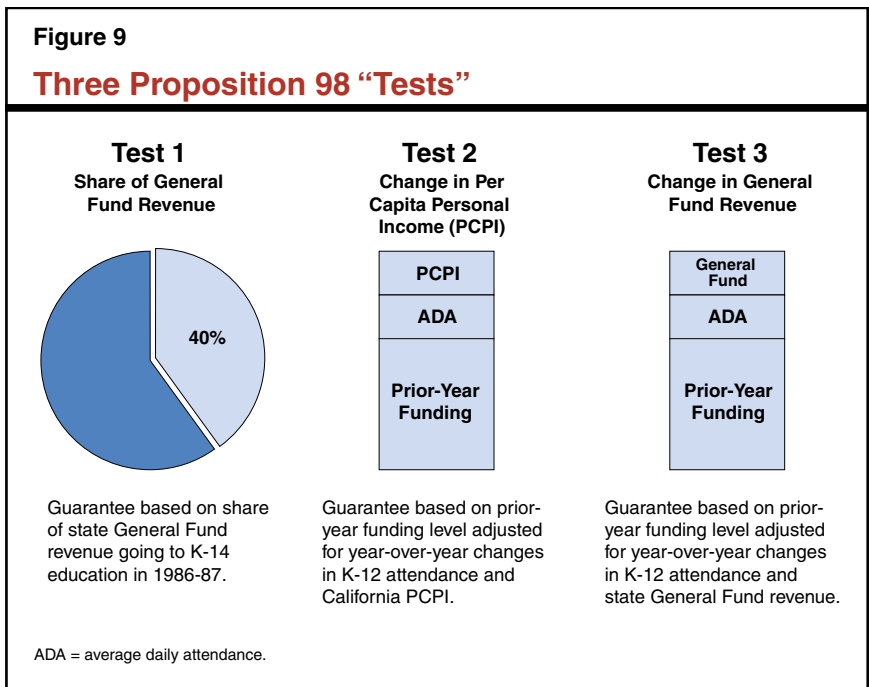 Figure 9
Three Proposition 98 “Tests”
Test 1
Share of General
Fund Revenue
40%
Guarantee based on share
of state General Fund
revenue going to K-14
education in 1986-87.
Test 2
Change in Per
Capita Personal
Income (PCPI)
PCPI
ADA
Prior-Year
Funding
Guarantee based on prior-
year funding level adjusted
for year-over-year changes
in K-12 attendance and
California PCPI.
Test 3
Change in General
Fund Revenue
General
Fund
ADA
Prior-Year
Funding
Guarantee based on prior-
year funding level adjusted
for year-over-year changes
in K-12 attendance and
state General Fund revenue.
ADA = average daily attendance.